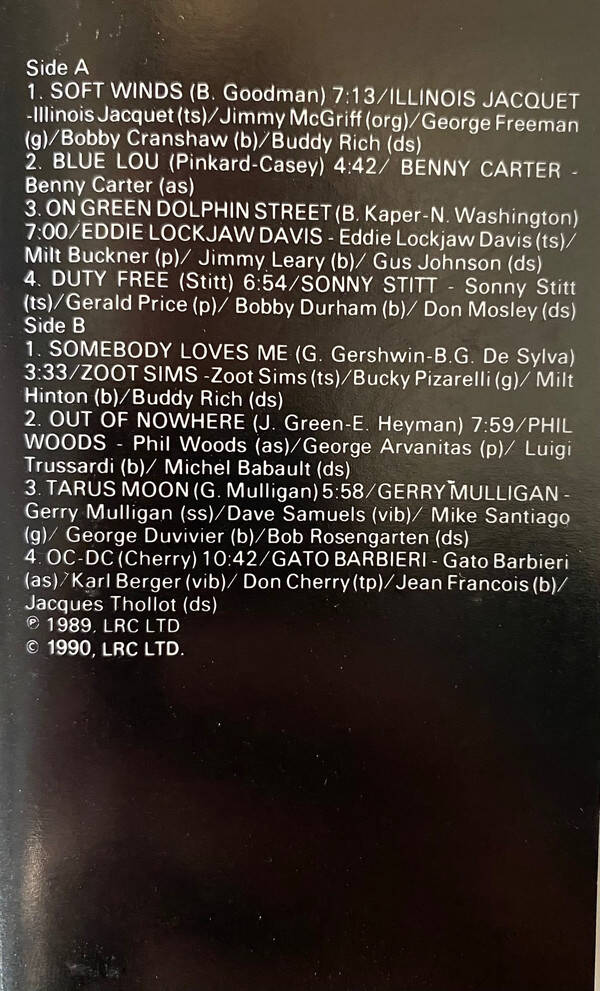 Side A
1. SOFT WINDS (B. Goodman) 7:13/ILLINOIS JACQUET
-Illinois Jacquet(ts)/Jimmy McGriff(org)/George Freeman
(g)/Bobby Cranshaw (b)/Buddy Rich (ds)
2. BLUE LOU (Pinkard-Casey) 4:42/ BENNY CARTER -
Benny Carter (as)
3. ON GREEN DOLPHIN STREET(B. Kaper-N. Washington)
7:00/EDDIE LOCKJAW DAVIS - Eddie Lockjaw Davis(ts)/
Milt Buckner (p)/ Jimmy Leary (b)/ Gus Johnson (ds)
4. DUTY FREE (Stitt) 6:54/SONNY STITT - Sonny Stitt
(ts)/Gerald Price (p)/ Bobby Durham (b)/ Don Mosley (ds)
Side B
1. SOMEBODY LOVES ME (G. Gershwin-B.G. De Sylva)
3:33/ZOOT SIMS -Zoot Sims(ts)/Bucky Pizarelli(g)/ Milt
Hinton (b)/Buddy Rich (ds)
2. OUT OF NOWHERE (J. Green-E. Heyman) 7:59/PHIL
WOODS - Phil Woods (as)/George Arvanitas (p)/ Luigi
Trussardi (b)/ Michel Babault (ds)
3. TARUS MOON (G. Mulligan) 5:58/GERRY MULLIGAN -
Gerry Mulligan (ss)/Dave Samuels (vib)/ Mike Santiago
(g)/ George Duvivier (b)/Bob Rosengarten (ds)
4. OC-DC (Cherry) 10:42/GATO BARBIERI - Gato Barbieri
(as)/Karl Berger (vib)/ Don Cherry(tp)/Jean Francois(b)/
Jacques Thollot (ds)
℗ 1989, LRC LTD
© 1990, LRC LTD.